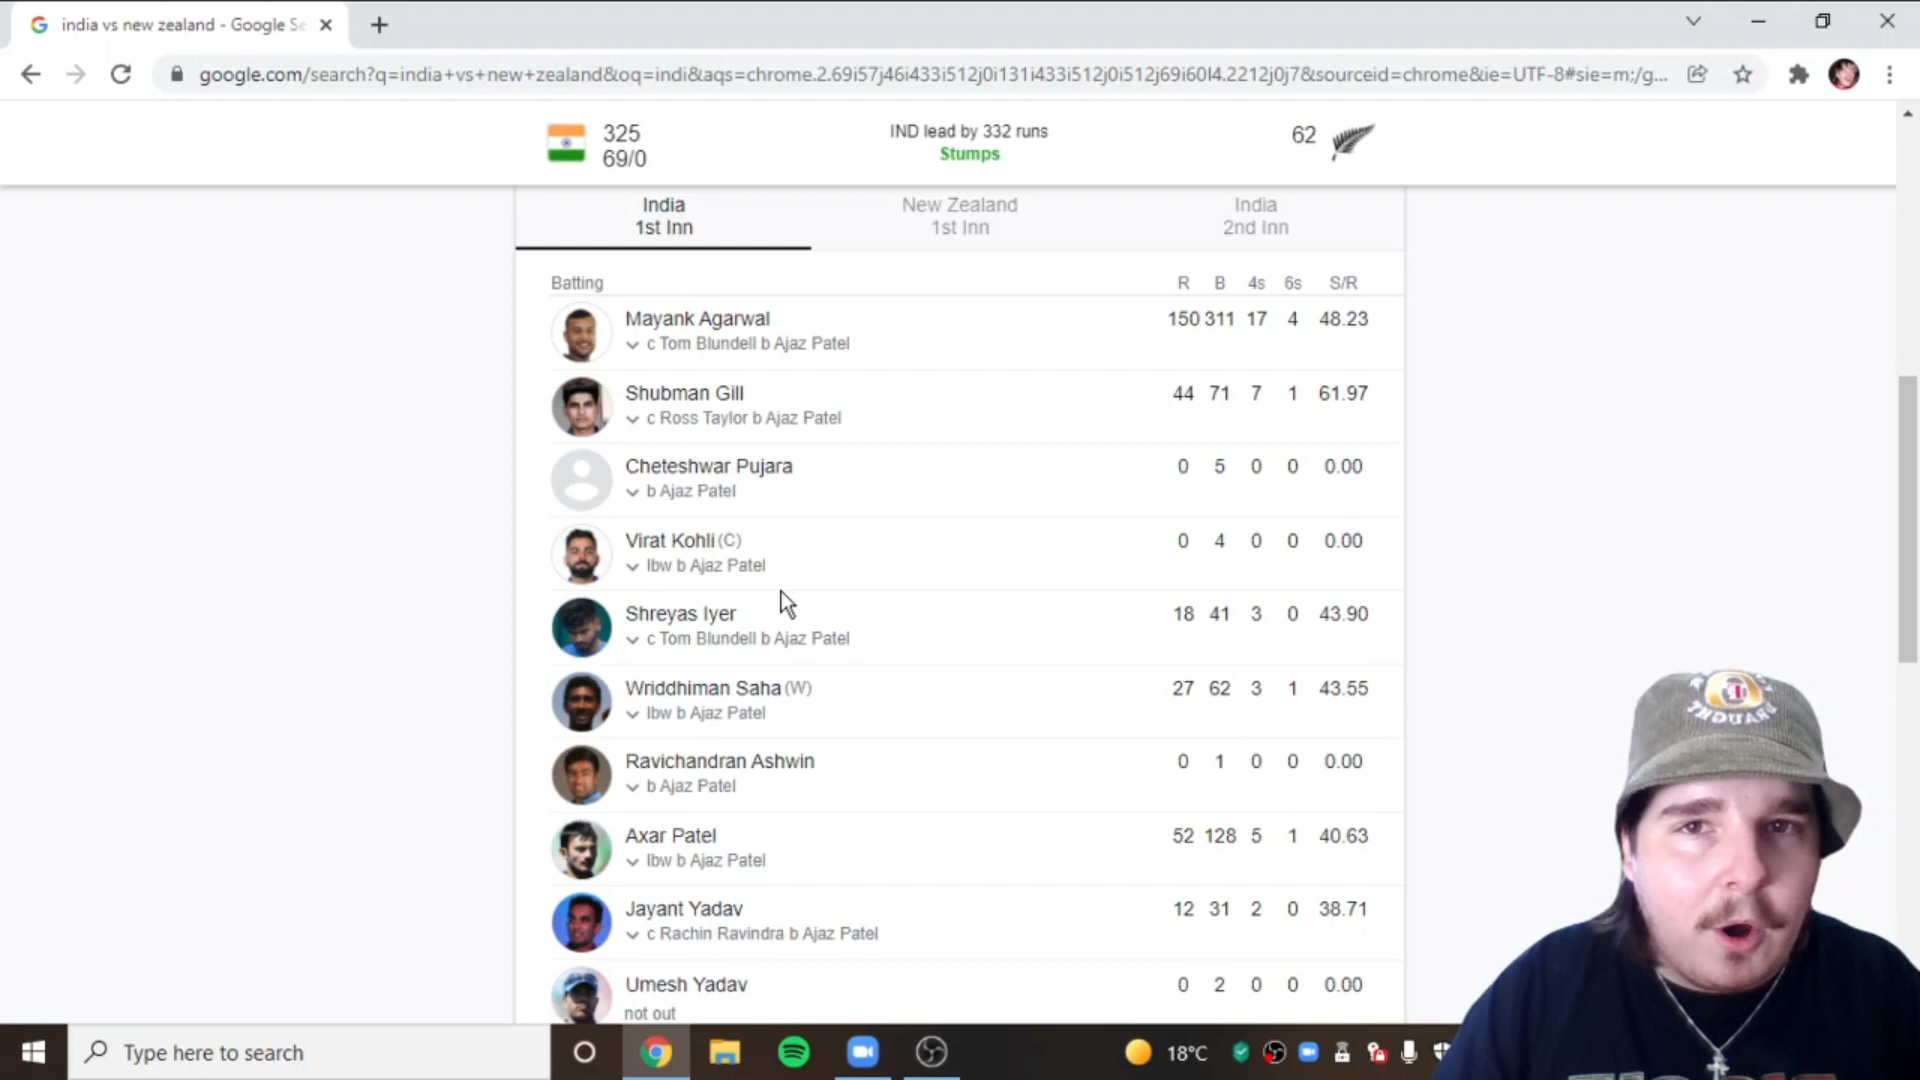 india vs new zealand - Google Se
google.com/search?q=india+vs+new+zealand&oq=indi&aqs=chrome.2.69i57j46i433i512j0i131i433i512j0i512j69i60l4.2212j0j7&sourceid=chrome&ie=UTF-8#sie=m;/g...
325
69/0
IND lead by 332 runs
Stumps
62
India
1st Inn
New Zealand
1st Inn
India
2nd Inn
Batting R B 4s 6s S/R
Mayank Agarwal 150 311 17 4 48.23
c Tom Blundell b Ajaz Patel
Shubman Gill 44 71 7 1 61.97
c Ross Taylor b Ajaz Patel
Cheteshwar Pujara 0 5 0 0 0.00
b Ajaz Patel
Virat Kohli (C) 0 4 0 0 0.00
lbw b Ajaz Patel
Shreyas Iyer 18 41 3 0 43.90
c Tom Blundell b Ajaz Patel
Wriddhiman Saha (W) 27 62 3 1 43.55
lbw b Ajaz Patel
Ravichandran Ashwin 0 1 0 0 0.00
b Ajaz Patel
Axar Patel 52 128 5 1 40.63
lbw b Ajaz Patel
Jayant Yadav 12 31 2 0 38.71
c Rachin Ravindra b Ajaz Patel
Umesh Yadav 0 2 0 0 0.00
not out
Type here to search
18°C